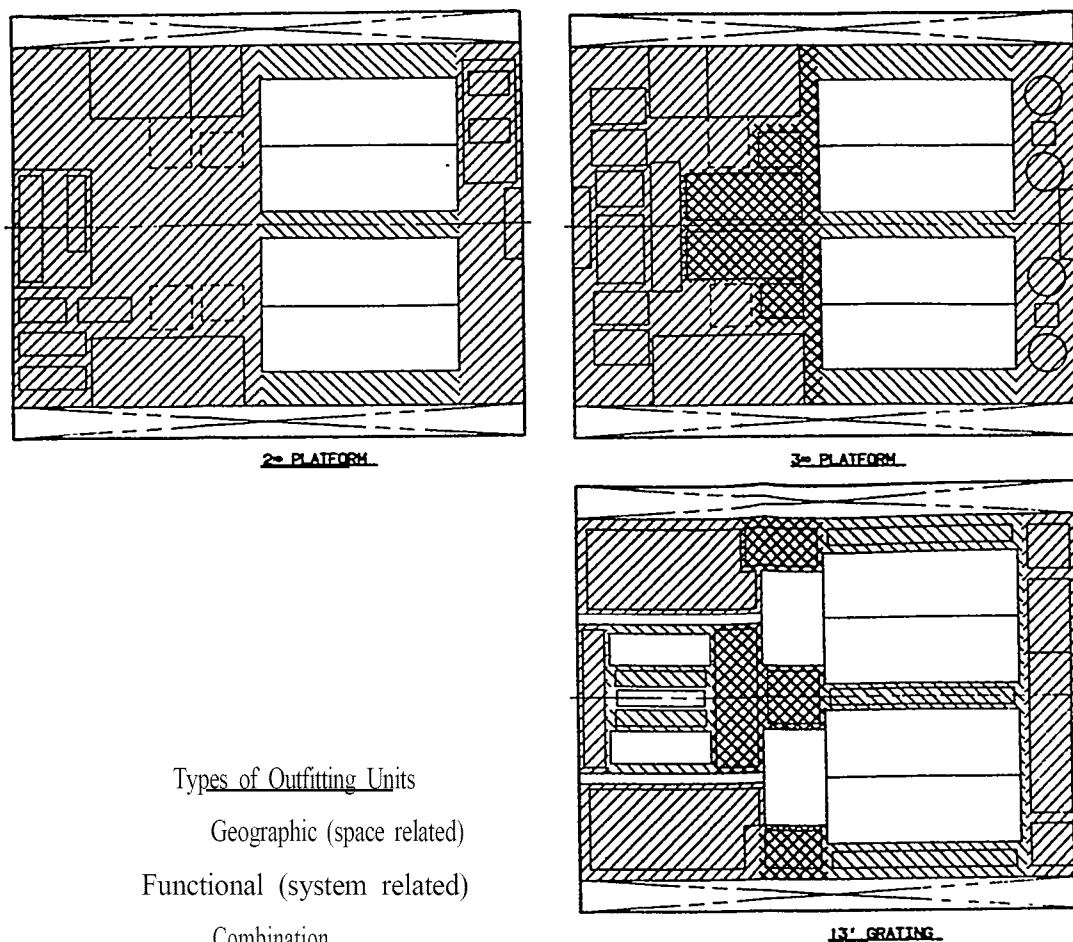 2ND PLATFORM
3RD PLATFORM
Types of Outfitting Units
Geographic (space related)
Functional (system related)
Combination
13' GRATING